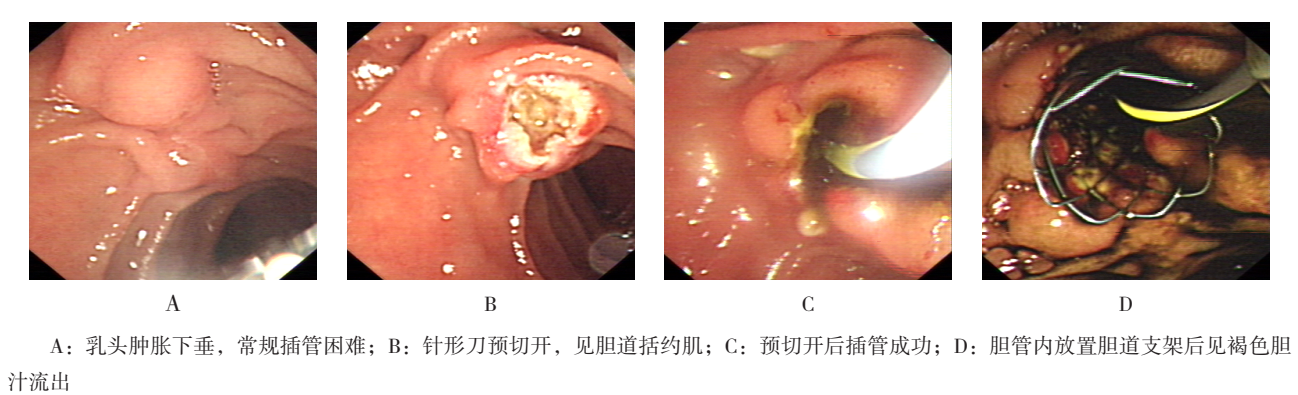 A
B
C
D
A：乳头肿胀下垂，常规插管困难；B：针形刀预切开，见胆道括约肌；C：预切开后插管成功；D：胆管内放置胆道支架后见褐色胆
汁流出